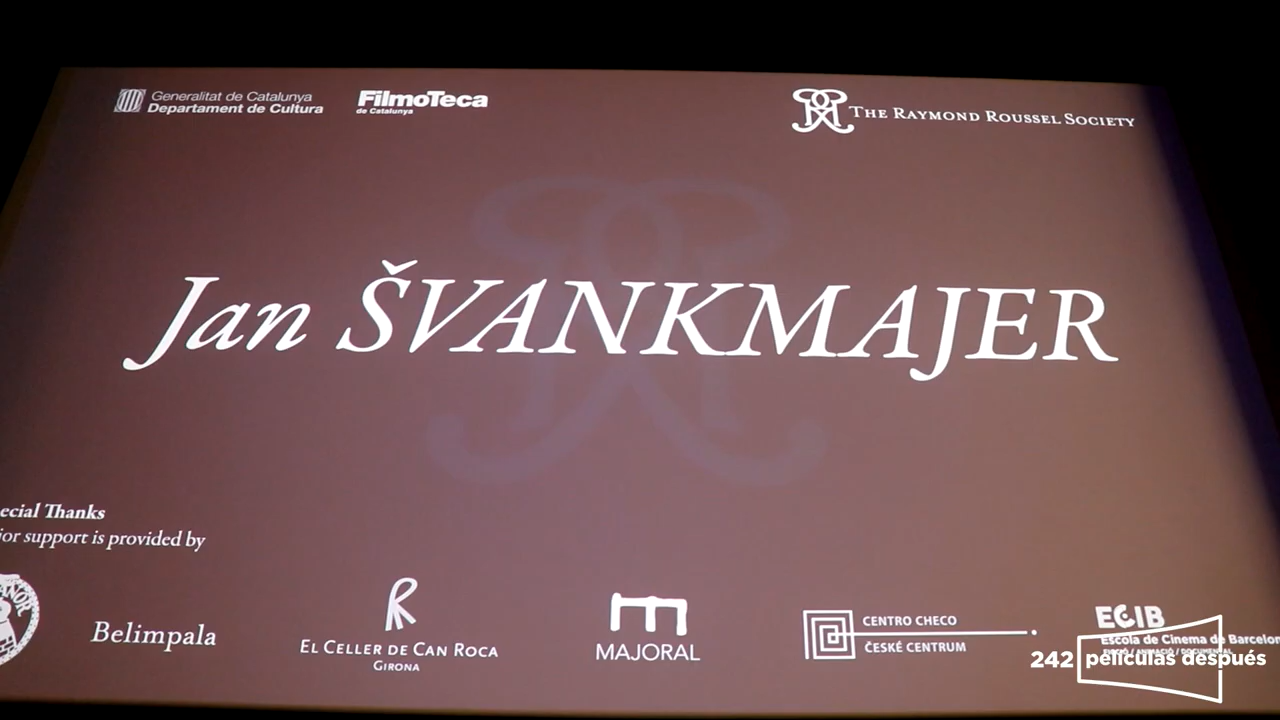 Generalitat de Catalunya
Departament de Cultura
FilmoTeca
de Catalunya
THE RAYMOND ROUSSEL SOCIETY
Jan ŠVANKMAJER
ecial Thanks
ior support is provided by
Belimpala
EL CELLER DE CAN ROCA
GIRONA
MAJORAL
CENTRO CHECO
ČESKÉ CENTRUM
ECIB
Escola de Cinema de Barcelon
242 películas después